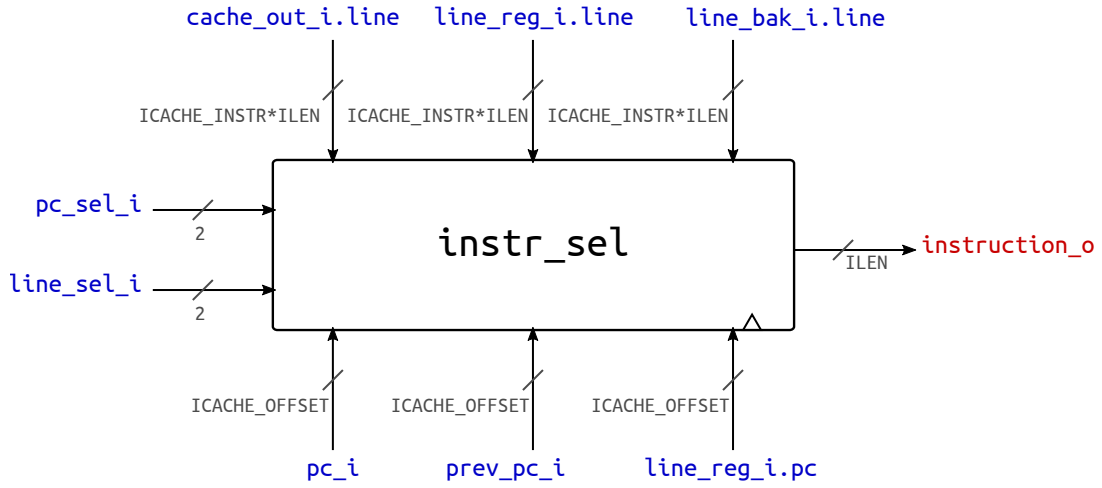 cache_out_i.line line_reg_i.line line_bak_i.line
ICACHE_INSTR*ILEN ICACHE_INSTR*ILEN ICACHE_INSTR*ILEN
pc_sel_i
2
instr_sel
instruction_o
ILEN
line_sel_i
2
ICACHE_OFFSET ICACHE_OFFSET ICACHE_OFFSET
pc_i prev_pc_i line_reg_i.pc